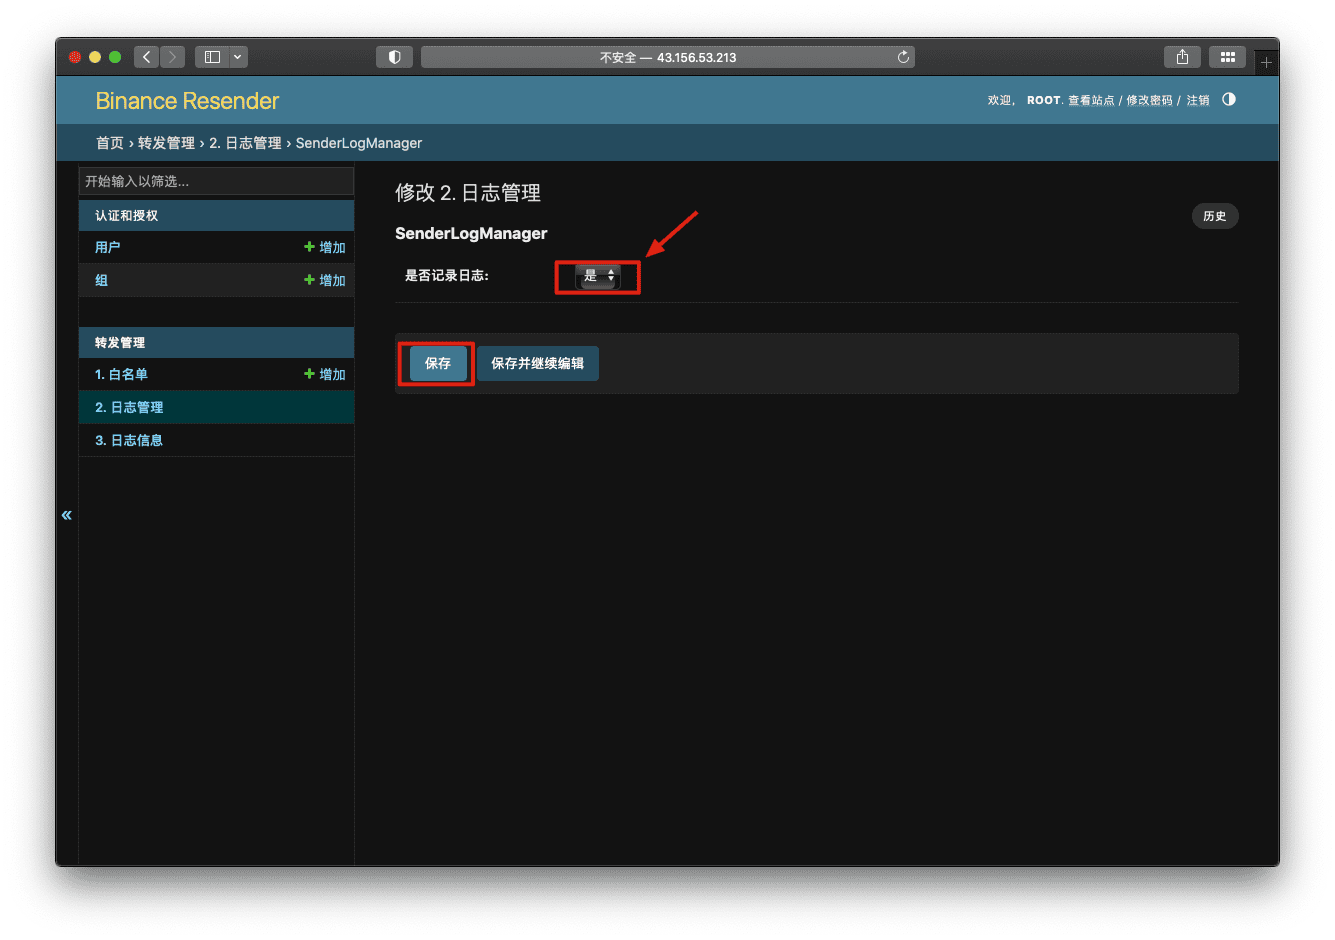 不安全 — 43.156.53.213
Binance Resender
欢迎， ROOT. 查看站点 / 修改密码 / 注销
首页 › 转发管理 › 2. 日志管理 › SenderLogManager
开始输入以筛选...
认证和授权
用户 增加
组 增加
转发管理
1. 白名单 增加
2. 日志管理
3. 日志信息
«
修改 2. 日志管理
历史
SenderLogManager
是否记录日志: 是
保存 保存并继续编辑